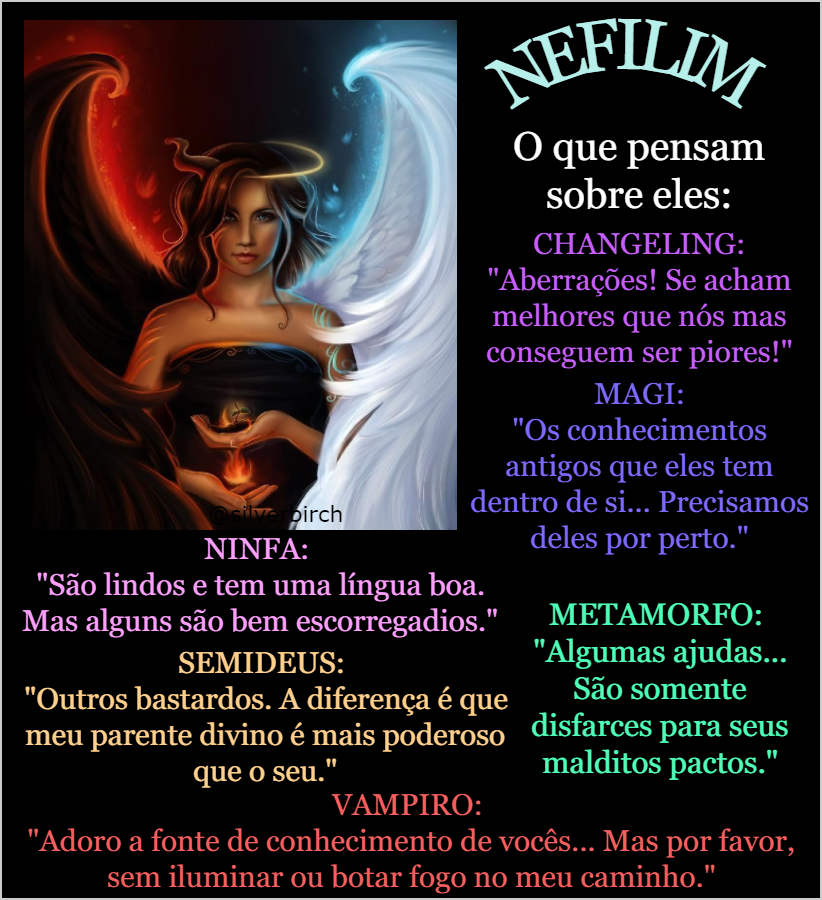 NEFILIM
O que pensam
sobre eles:
CHANGELING:
"Aberrações! Se acham
melhores que nós mas
conseguem ser piores!"
MAGI:
"Os conhecimentos
antigos que eles tem
dentro de si... Precisamos
deles por perto."
@silverbirch
NINFA:
"São lindos e tem uma língua boa.
Mas alguns são bem escorregadios."
METAMORFO:
"Algumas ajudas...
São somente
disfarces para seus
malditos pactos."
SEMIDEUS:
"Outros bastardos. A diferença é que
meu parente divino é mais poderoso
que o seu."
VAMPIRO:
"Adoro a fonte de conhecimento de vocês... Mas por favor,
sem iluminar ou botar fogo no meu caminho."